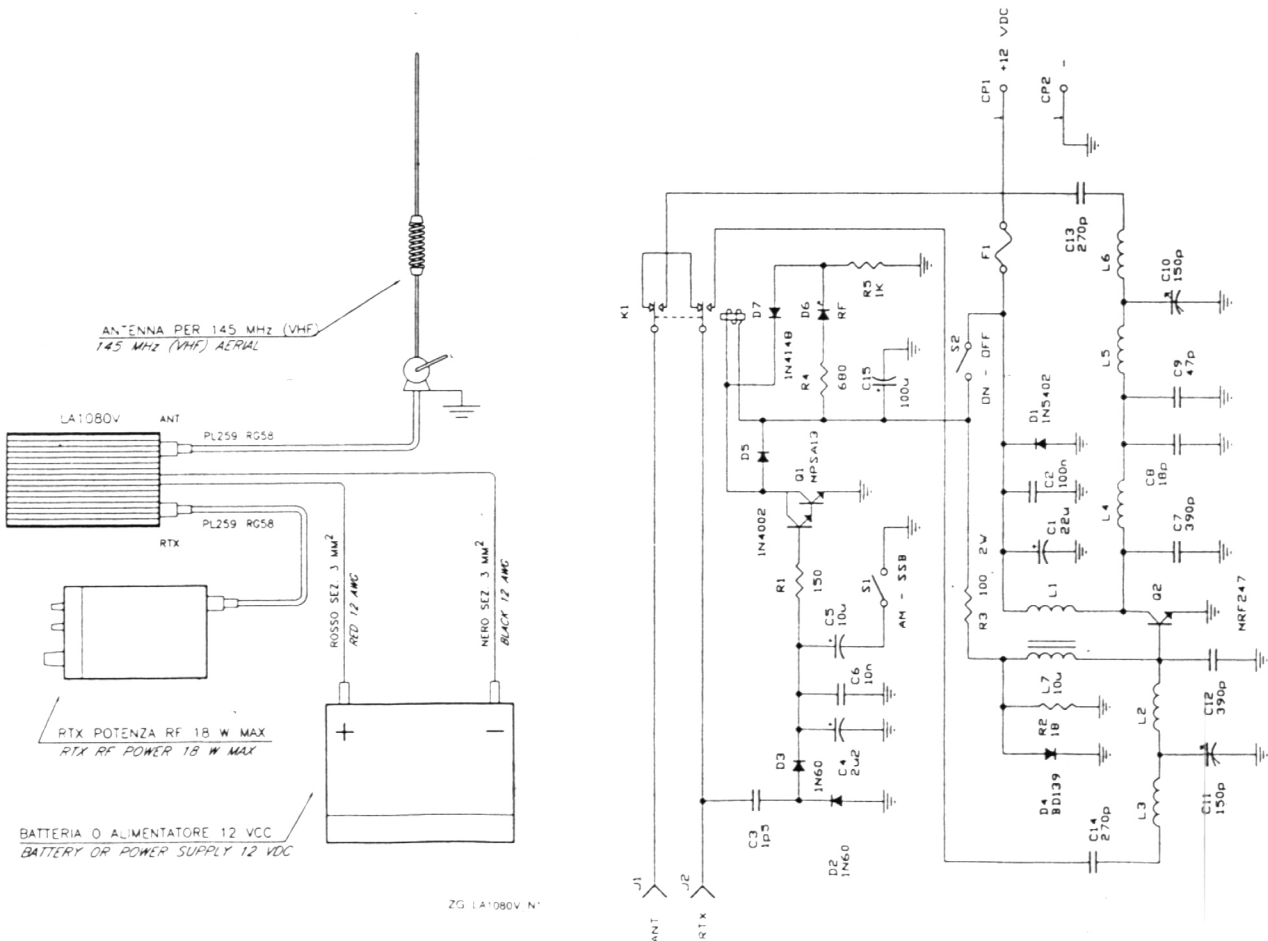 ANTENNA PER 145 MHz (VHF)
145 MHz (VHF) AERIAL
LA1080V
ANT
PL259 RG58
PL259 RG58
RTX
ROSSO SEZ. 3 MM²
RED 12 AWG
NERO SEZ. 3 MM²
BLACK 12 AWG
+
−
RTX POTENZA RF 18 W MAX
RTX RF POWER 18 W MAX
BATTERIA O ALIMENTATORE 12 VCC
BATTERY OR POWER SUPPLY 12 VDC
ZG LA1080V
CP1 +12 VDC
CP2 -
K1
D7
1N4148
D6
RF
R5
1K
R4
680
C15
100u
F1
S2
ON - OFF
C13
270p
L6
C10
150p
L5
C9
47p
C8
18p
L4
C7
390p
D1
1N5402
C2
100n
C1
22u
D5
1N4002
Q1
MPSA13
R1
150
S1
AM - SSB
C5
10u
C6
10n
C4
2u2
D3
1N60
C3
1p5
D2
1N60
R3 100 2W
L1
Q2
MRF247
L7
10u
R2
18
D4
BD139
L2
C12
390p
L3
C11
150p
C14
270p
J1
ANT
J2
RTX